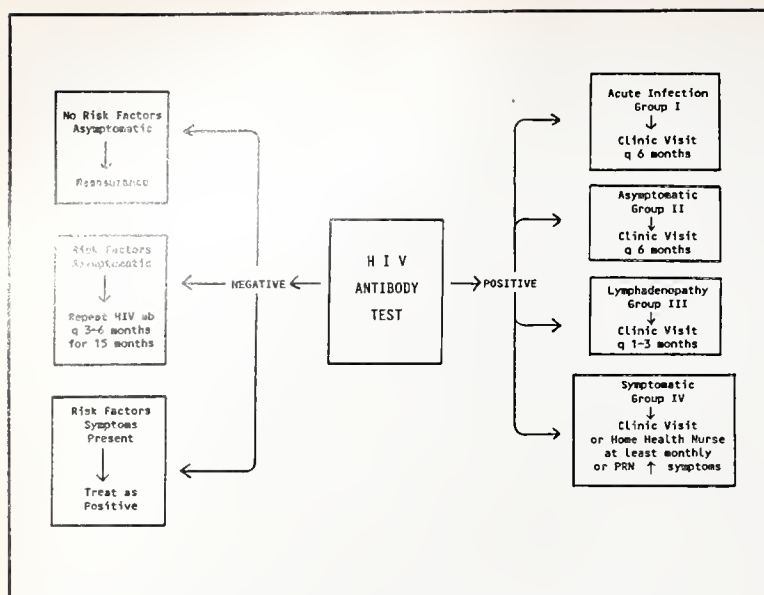 No Risk Factors
Asymptomatic
Reassurance
Risk Factors
Asymptomatic
Repeat HIV ab
q 3-6 months
for 15 months
Risk Factors
Symptoms
Present
Treat as
Positive
NEGATIVE
H I V
ANTIBODY
TEST
POSITIVE
Acute Infection
Group I
Clinic Visit
q 6 months
Asymptomatic
Group II
Clinic Visit
q 6 months
Lymphadenopathy
Group III
Clinic Visit
q 1-3 months
Symptomatic
Group IV
Clinic Visit
or Home Health Nurse
at least monthly
or PRN ↑ symptoms